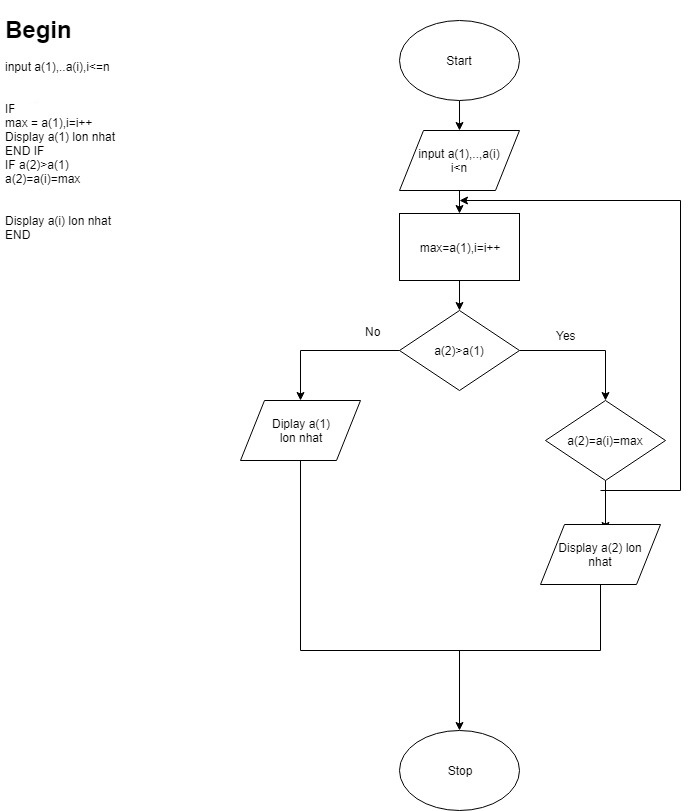 Begin
input a(1),..a(i),i<=n
IF
max = a(1),i=i++
Display a(1) lon nhat
END IF
IF a(2)>a(1)
a(2)=a(i)=max
Display a(i) lon nhat
END
Start
input a(1),..,a(i)
i<n
max=a(1),i=i++
a(2)>a(1)
No
Yes
Diplay a(1)
lon nhat
a(2)=a(i)=max
Display a(2) lon
nhat
Stop